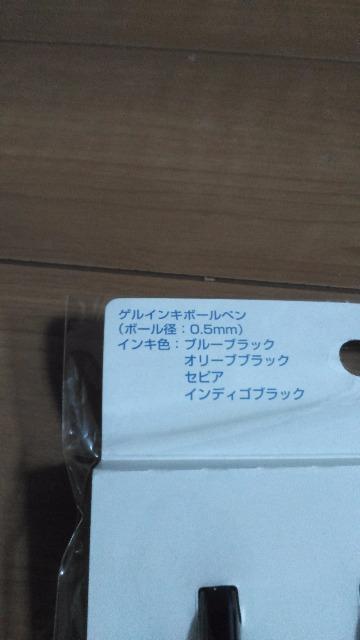 ゲルインキボールペン
(ボール径：0.5mm)
インキ色：ブルーブラック
オリーブブラック
セピア
インディゴブラック